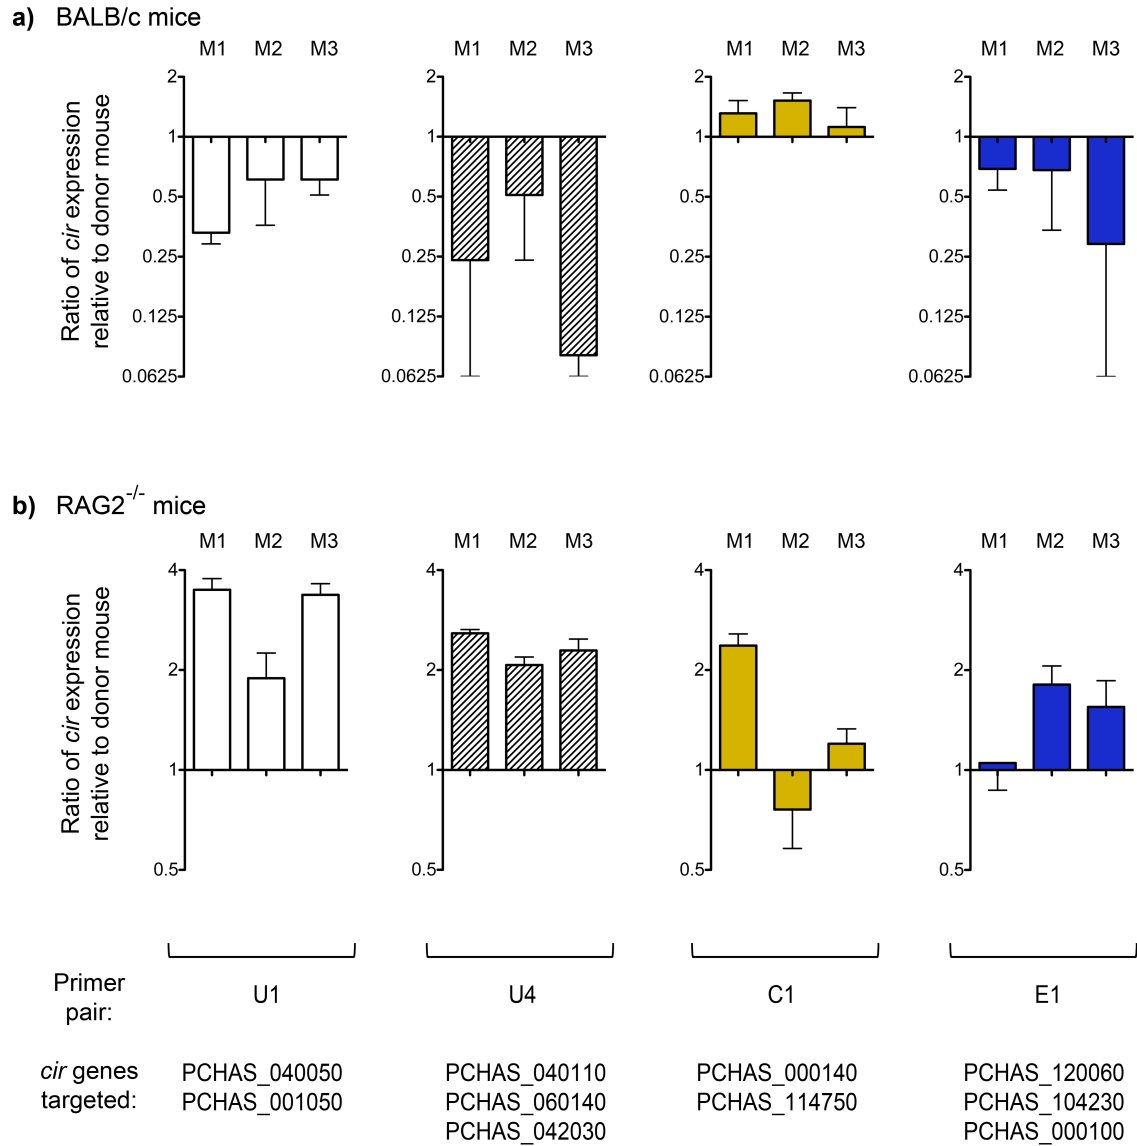 a) BALB/c mice
M1 M2 M3 M1 M2 M3 M1 M2 M3 M1 M2 M3
Ratio of cir expression
relative to donor mouse
2 2 2 2
1 1 1 1
0.5 0.5 0.5 0.5
0.25 0.25 0.25 0.25
0.125 0.125 0.125 0.125
0.0625 0.0625 0.0625 0.0625
b) RAG2-/- mice
M1 M2 M3 M1 M2 M3 M1 M2 M3 M1 M2 M3
Ratio of cir expression
relative to donor mouse
4 4 4 4
2 2 2 2
1 1 1 1
0.5 0.5 0.5 0.5
Primer
pair:
U1 U4 C1 E1
cir genes
targeted:
PCHAS_040050 PCHAS_040110 PCHAS_000140 PCHAS_120060
PCHAS_001050 PCHAS_060140 PCHAS_114750 PCHAS_104230
PCHAS_042030 PCHAS_000100